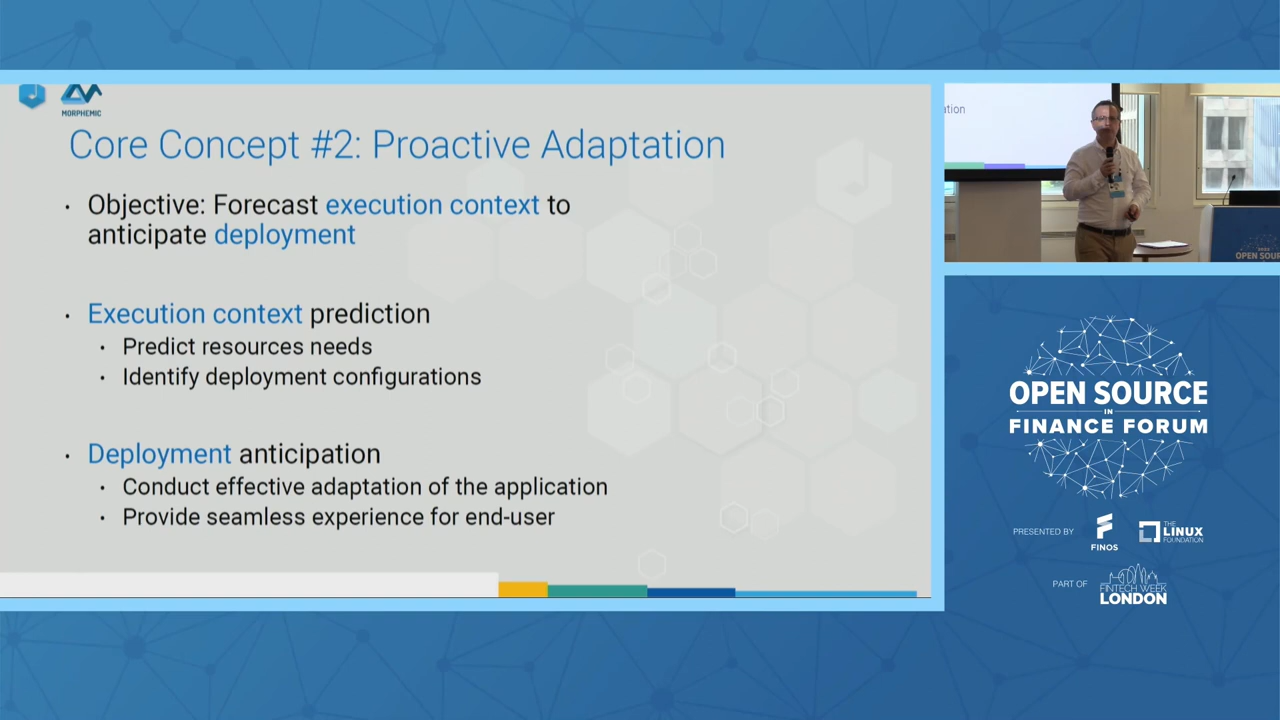 MORPHEMIC
Core Concept #2: Proactive Adaptation
· Objective: Forecast execution context to
anticipate deployment
· Execution context prediction
· Predict resources needs
· Identify deployment configurations
· Deployment anticipation
· Conduct effective adaptation of the application
· Provide seamless experience for end-user
ation
OPEN SOUR
OPEN SOURCE
IN
FINANCE FORUM
PRESENTED BY
FINOS
THE
LINUX
FOUNDATION
PART OF
FINTECH WEEK
LONDON